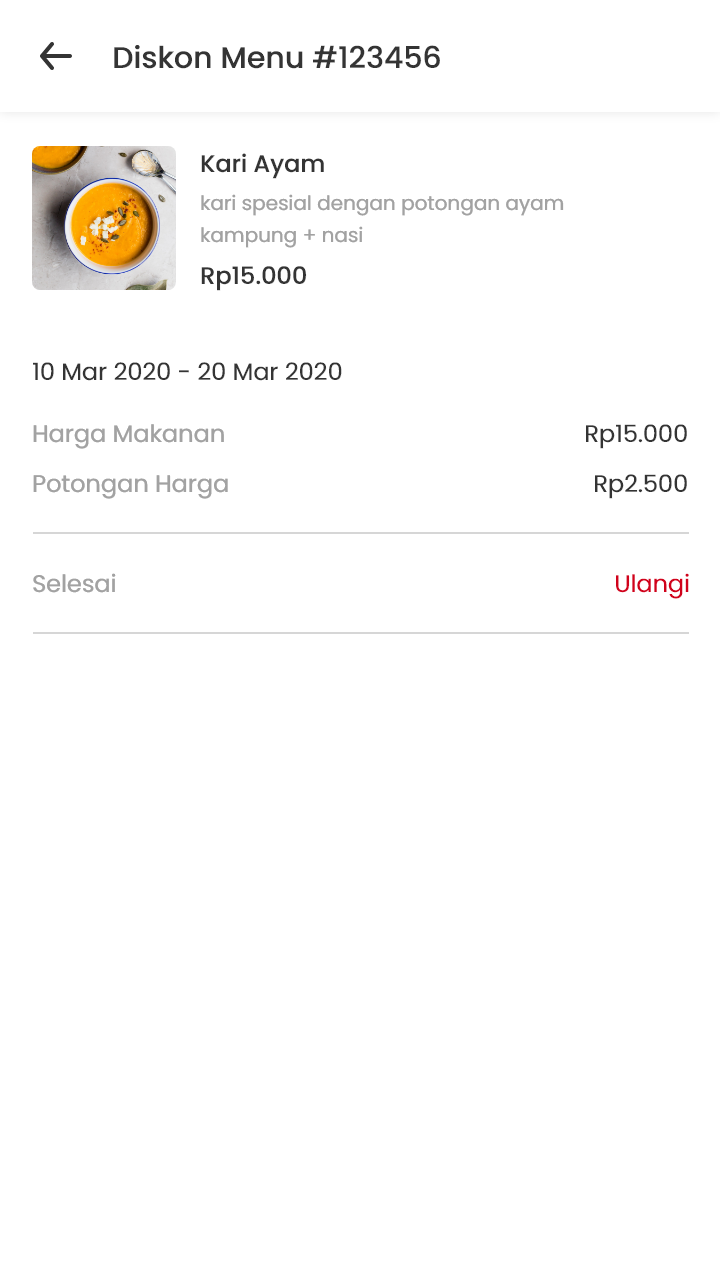 Diskon Menu #123456
Kari Ayam
kari spesial dengan potongan ayam
kampung + nasi
Rp15.000
10 Mar 2020 - 20 Mar 2020
Harga Makanan Rp15.000
Potongan Harga Rp2.500
Selesai Ulangi